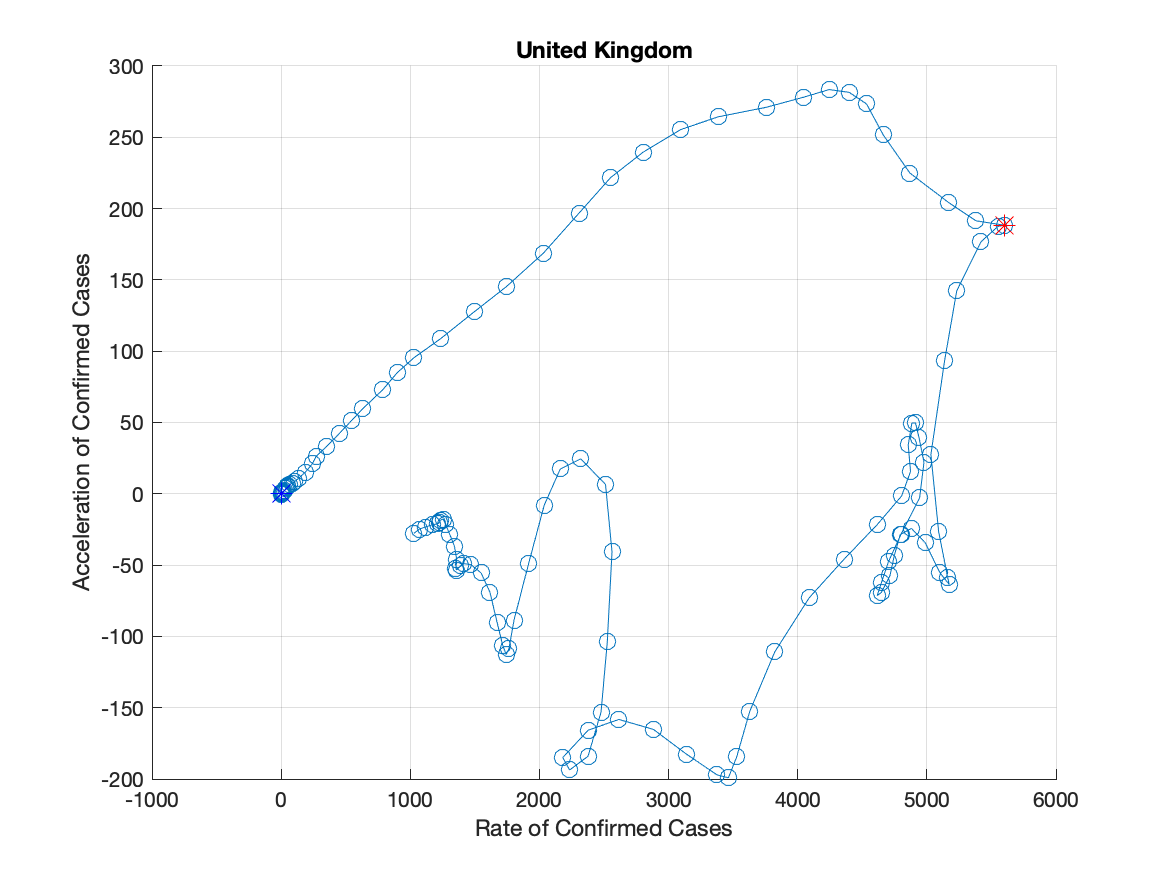 United Kingdom
300
250
200
150
100
50
0
-50
-100
-150
-200
Acceleration of Confirmed Cases
-1000 0 1000 2000 3000 4000 5000 6000
Rate of Confirmed Cases